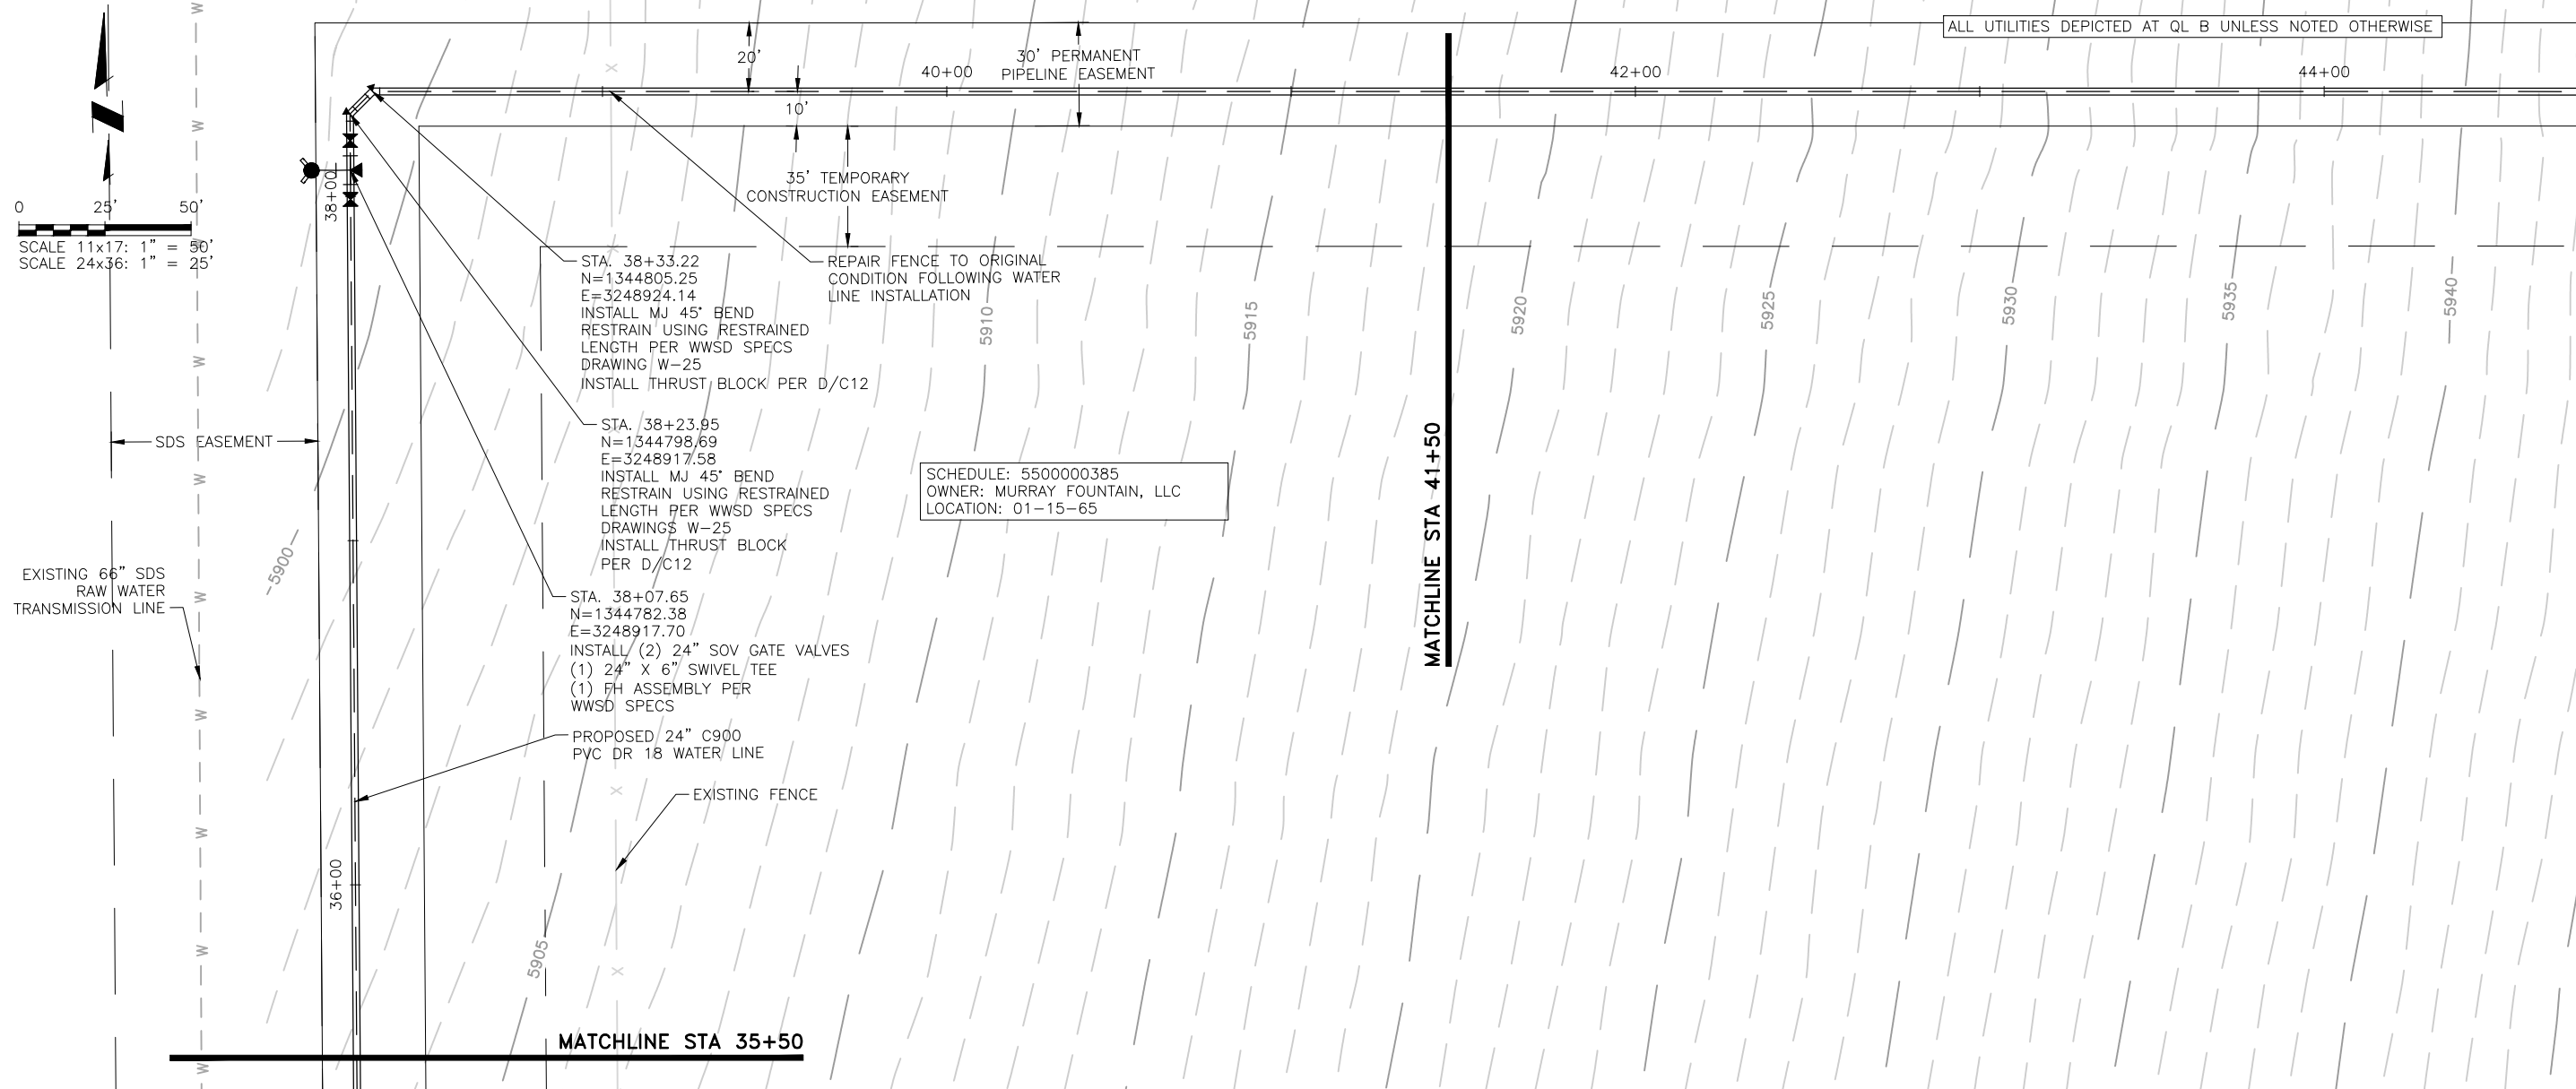 ALL UTILITIES DEPICTED AT QL B UNLESS NOTED OTHERWISE
20'
30' PERMANENT
PIPELINE EASEMENT
40+00
42+00
44+00
10'
35' TEMPORARY
CONSTRUCTION EASEMENT
38+00
0 25' 50'
SCALE 11x17: 1" = 50'
SCALE 24x36: 1" = 25'
STA. 38+33.22
N=1344805.25
E=3248924.14
INSTALL MJ 45° BEND
RESTRAIN USING RESTRAINED
LENGTH PER WWSD SPECS
DRAWING W-25
INSTALL THRUST BLOCK PER D/C12
REPAIR FENCE TO ORIGINAL
CONDITION FOLLOWING WATER
LINE INSTALLATION
5910
5915
5920
5925
5930
5935
5940
STA. 38+23.95
N=1344798.69
E=3248917.58
INSTALL MJ 45° BEND
RESTRAIN USING RESTRAINED
LENGTH PER WWSD SPECS
DRAWINGS W-25
INSTALL THRUST BLOCK
PER D/C12
SDS EASEMENT
SCHEDULE: 5500000385
OWNER: MURRAY FOUNTAIN, LLC
LOCATION: 01-15-65
MATCHLINE STA 41+50
5900
EXISTING 66" SDS
RAW WATER
TRANSMISSION LINE
STA. 38+07.65
N=1344782.38
E=3248917.70
INSTALL (2) 24" SOV GATE VALVES
(1) 24" X 6" SWIVEL TEE
(1) FH ASSEMBLY PER
WWSD SPECS
PROPOSED 24" C900
PVC DR 18 WATER LINE
EXISTING FENCE
36+00
5905
MATCHLINE STA 35+50
W
W
W
W
W
W
W
W
W
W
X
X
X
X